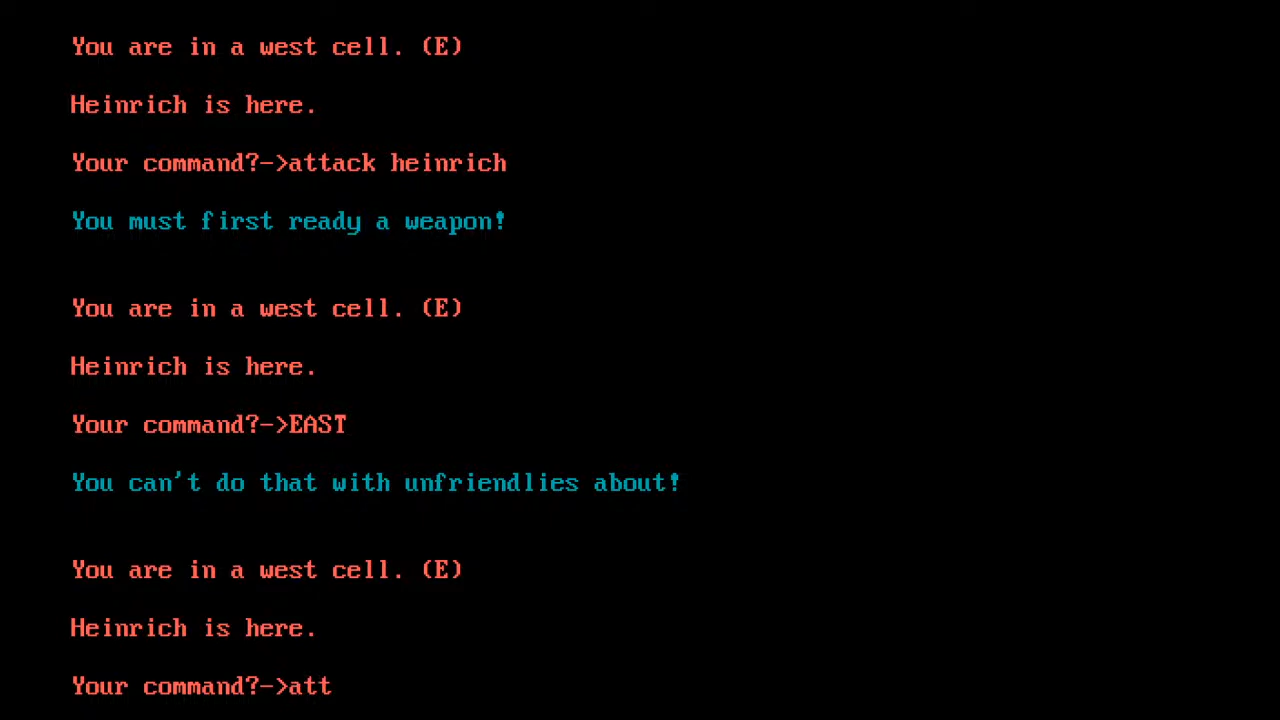 You are in a west cell. (E)
Heinrich is here.
Your command?->attack heinrich
You must first ready a weapon!
You are in a west cell. (E)
Heinrich is here.
Your command?->EAST
You can't do that with unfriendlies about!
You are in a west cell. (E)
Heinrich is here.
Your command?->att